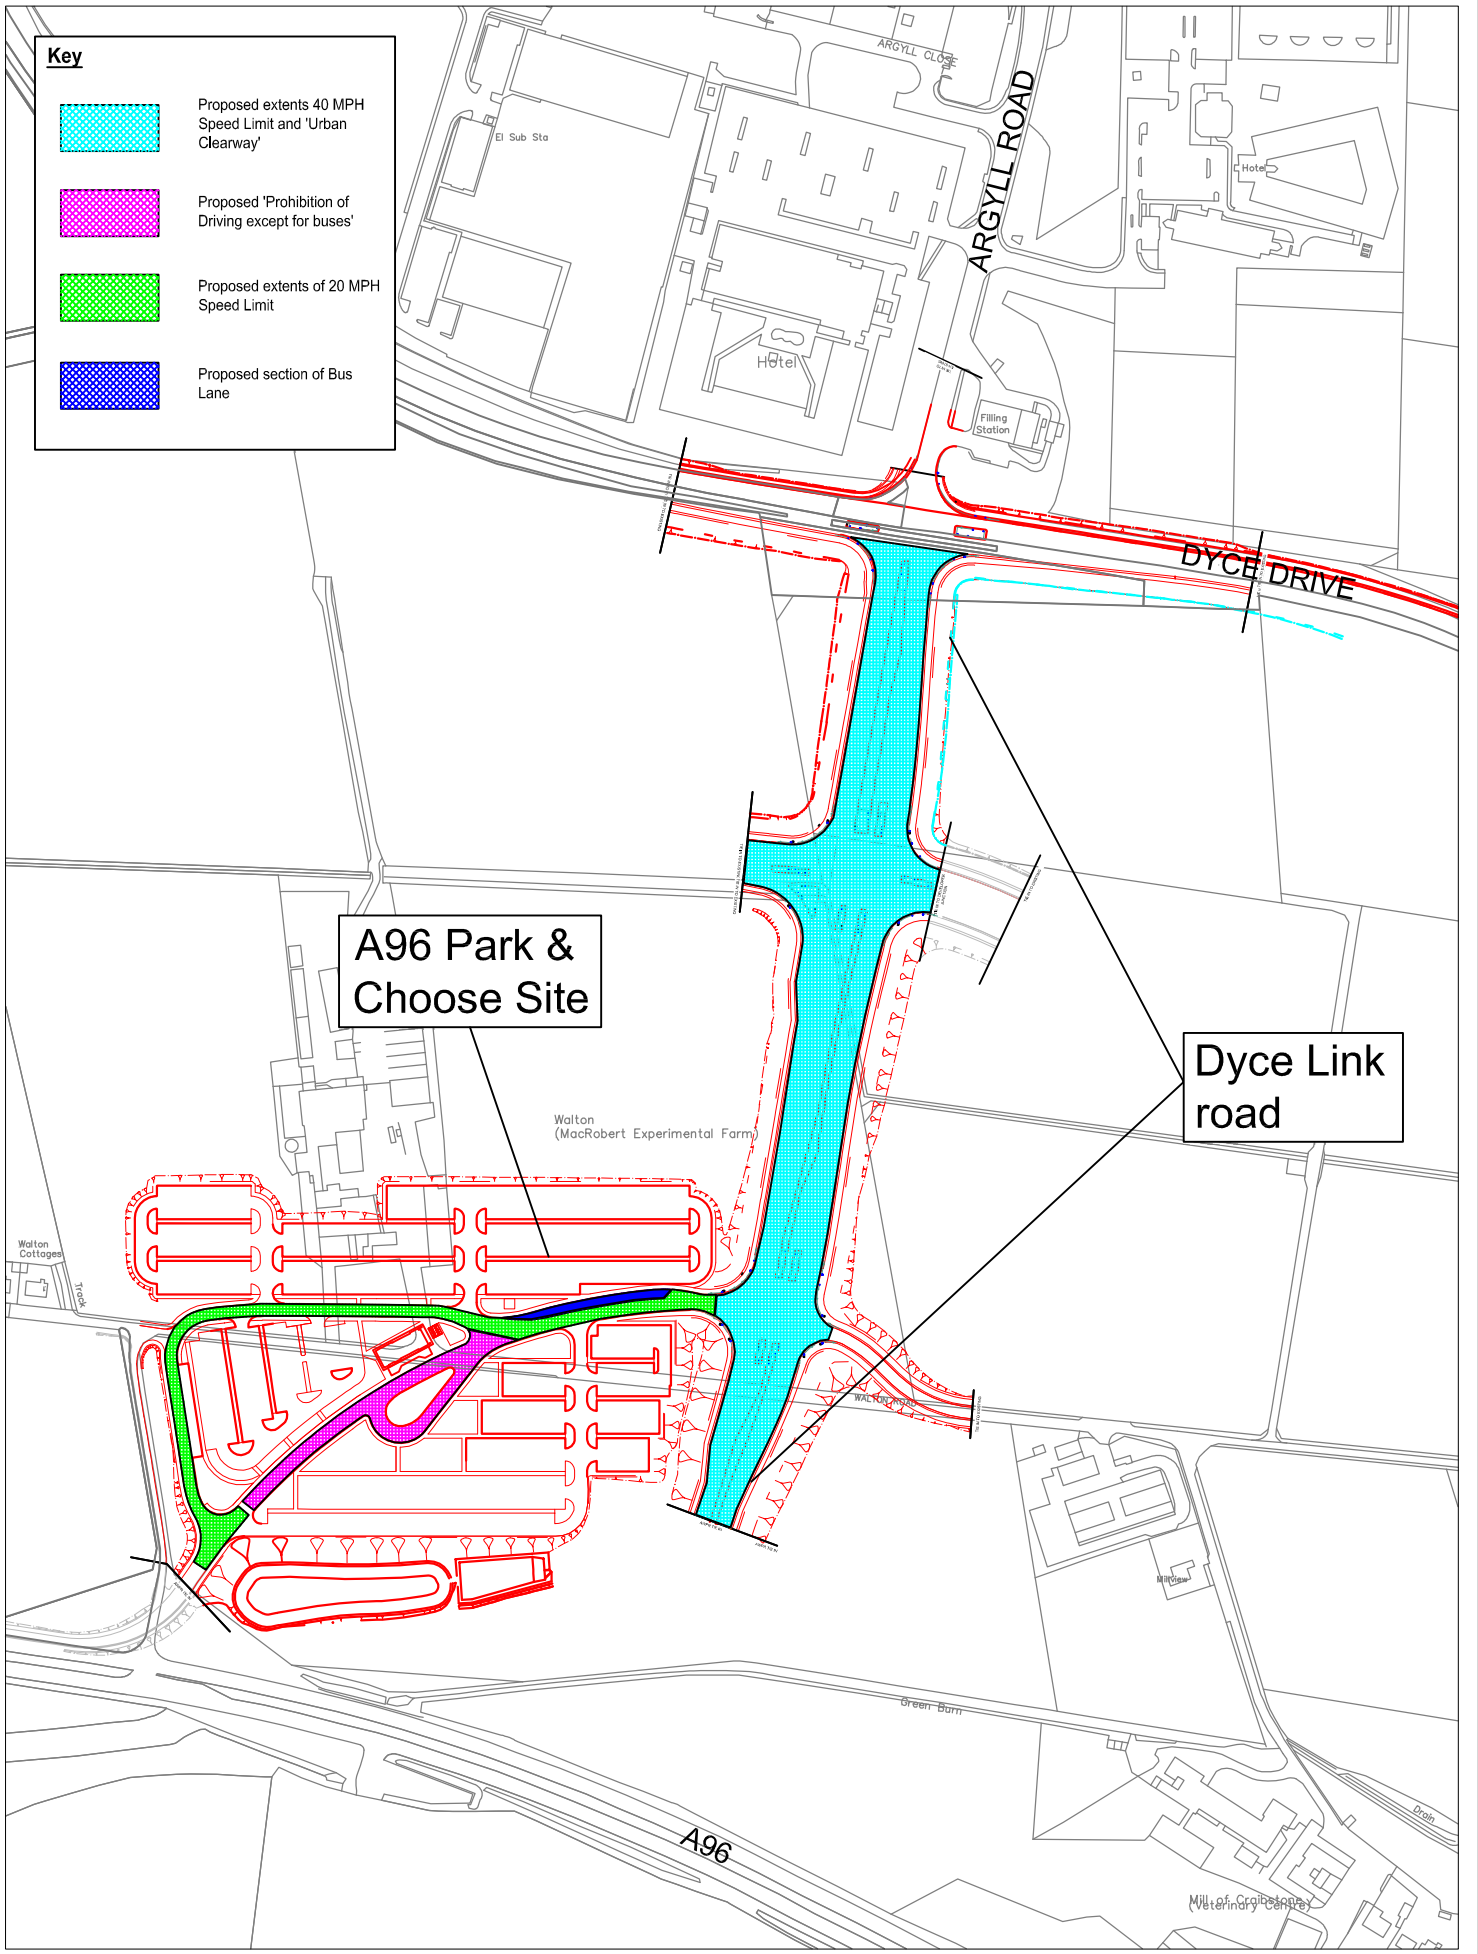 Key
Proposed extents 40 MPH
Speed Limit and 'Urban
Clearway'
Proposed 'Prohibition of
Driving except for buses'
Proposed extents of 20 MPH
Speed Limit
Proposed section of Bus
Lane
ARGYLL CLOSE
El Sub Sta
ARGYLL ROAD
Hotel
Hotel
Filling
Station
DYCE DRIVE
A96 Park &
Choose Site
Dyce Link
road
Walton
(MacRobert Experimental Farm)
Walton
Cottages
Track
WALTON ROAD
Millview
Green Burn
Drain
A96
Mill of Craibstone
(Veterinary Centre)